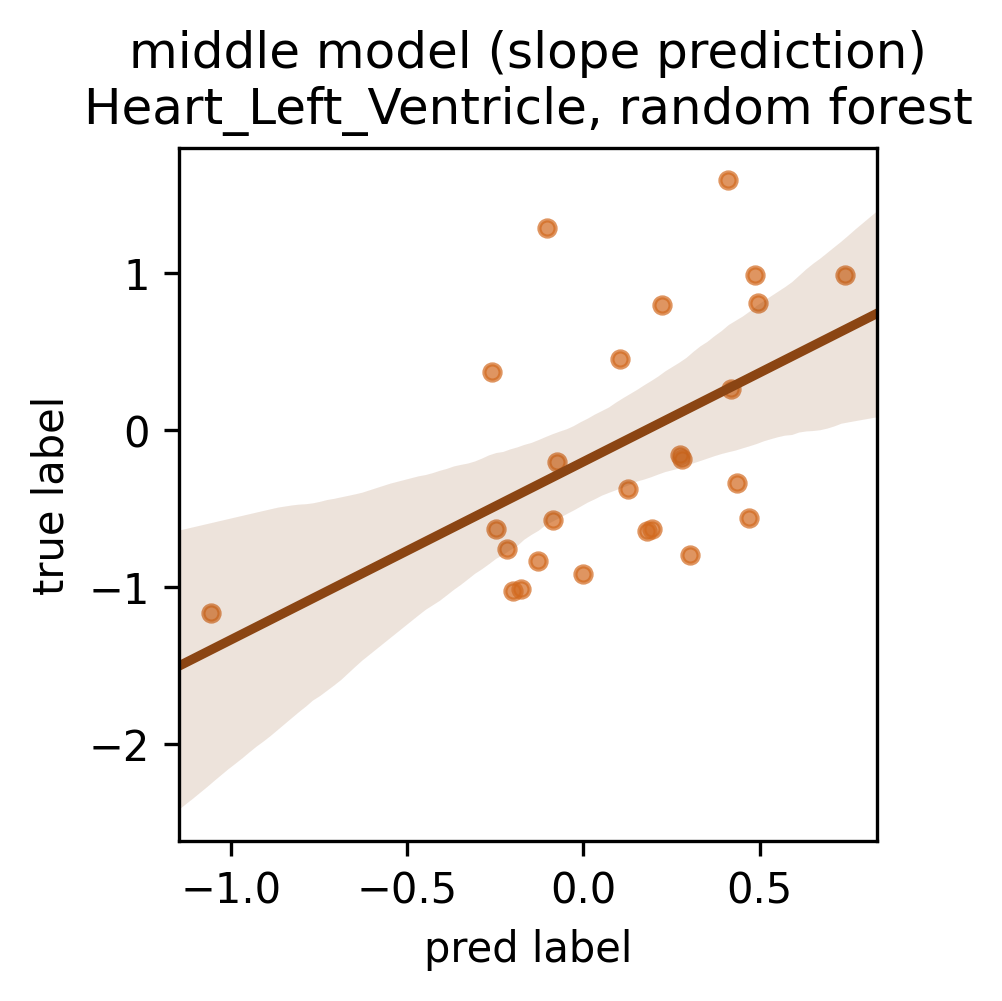 middle model (slope prediction)
Heart_Left_Ventricle, random forest
1
0
−1
−2
true label
−1.0 −0.5 0.0 0.5
pred label